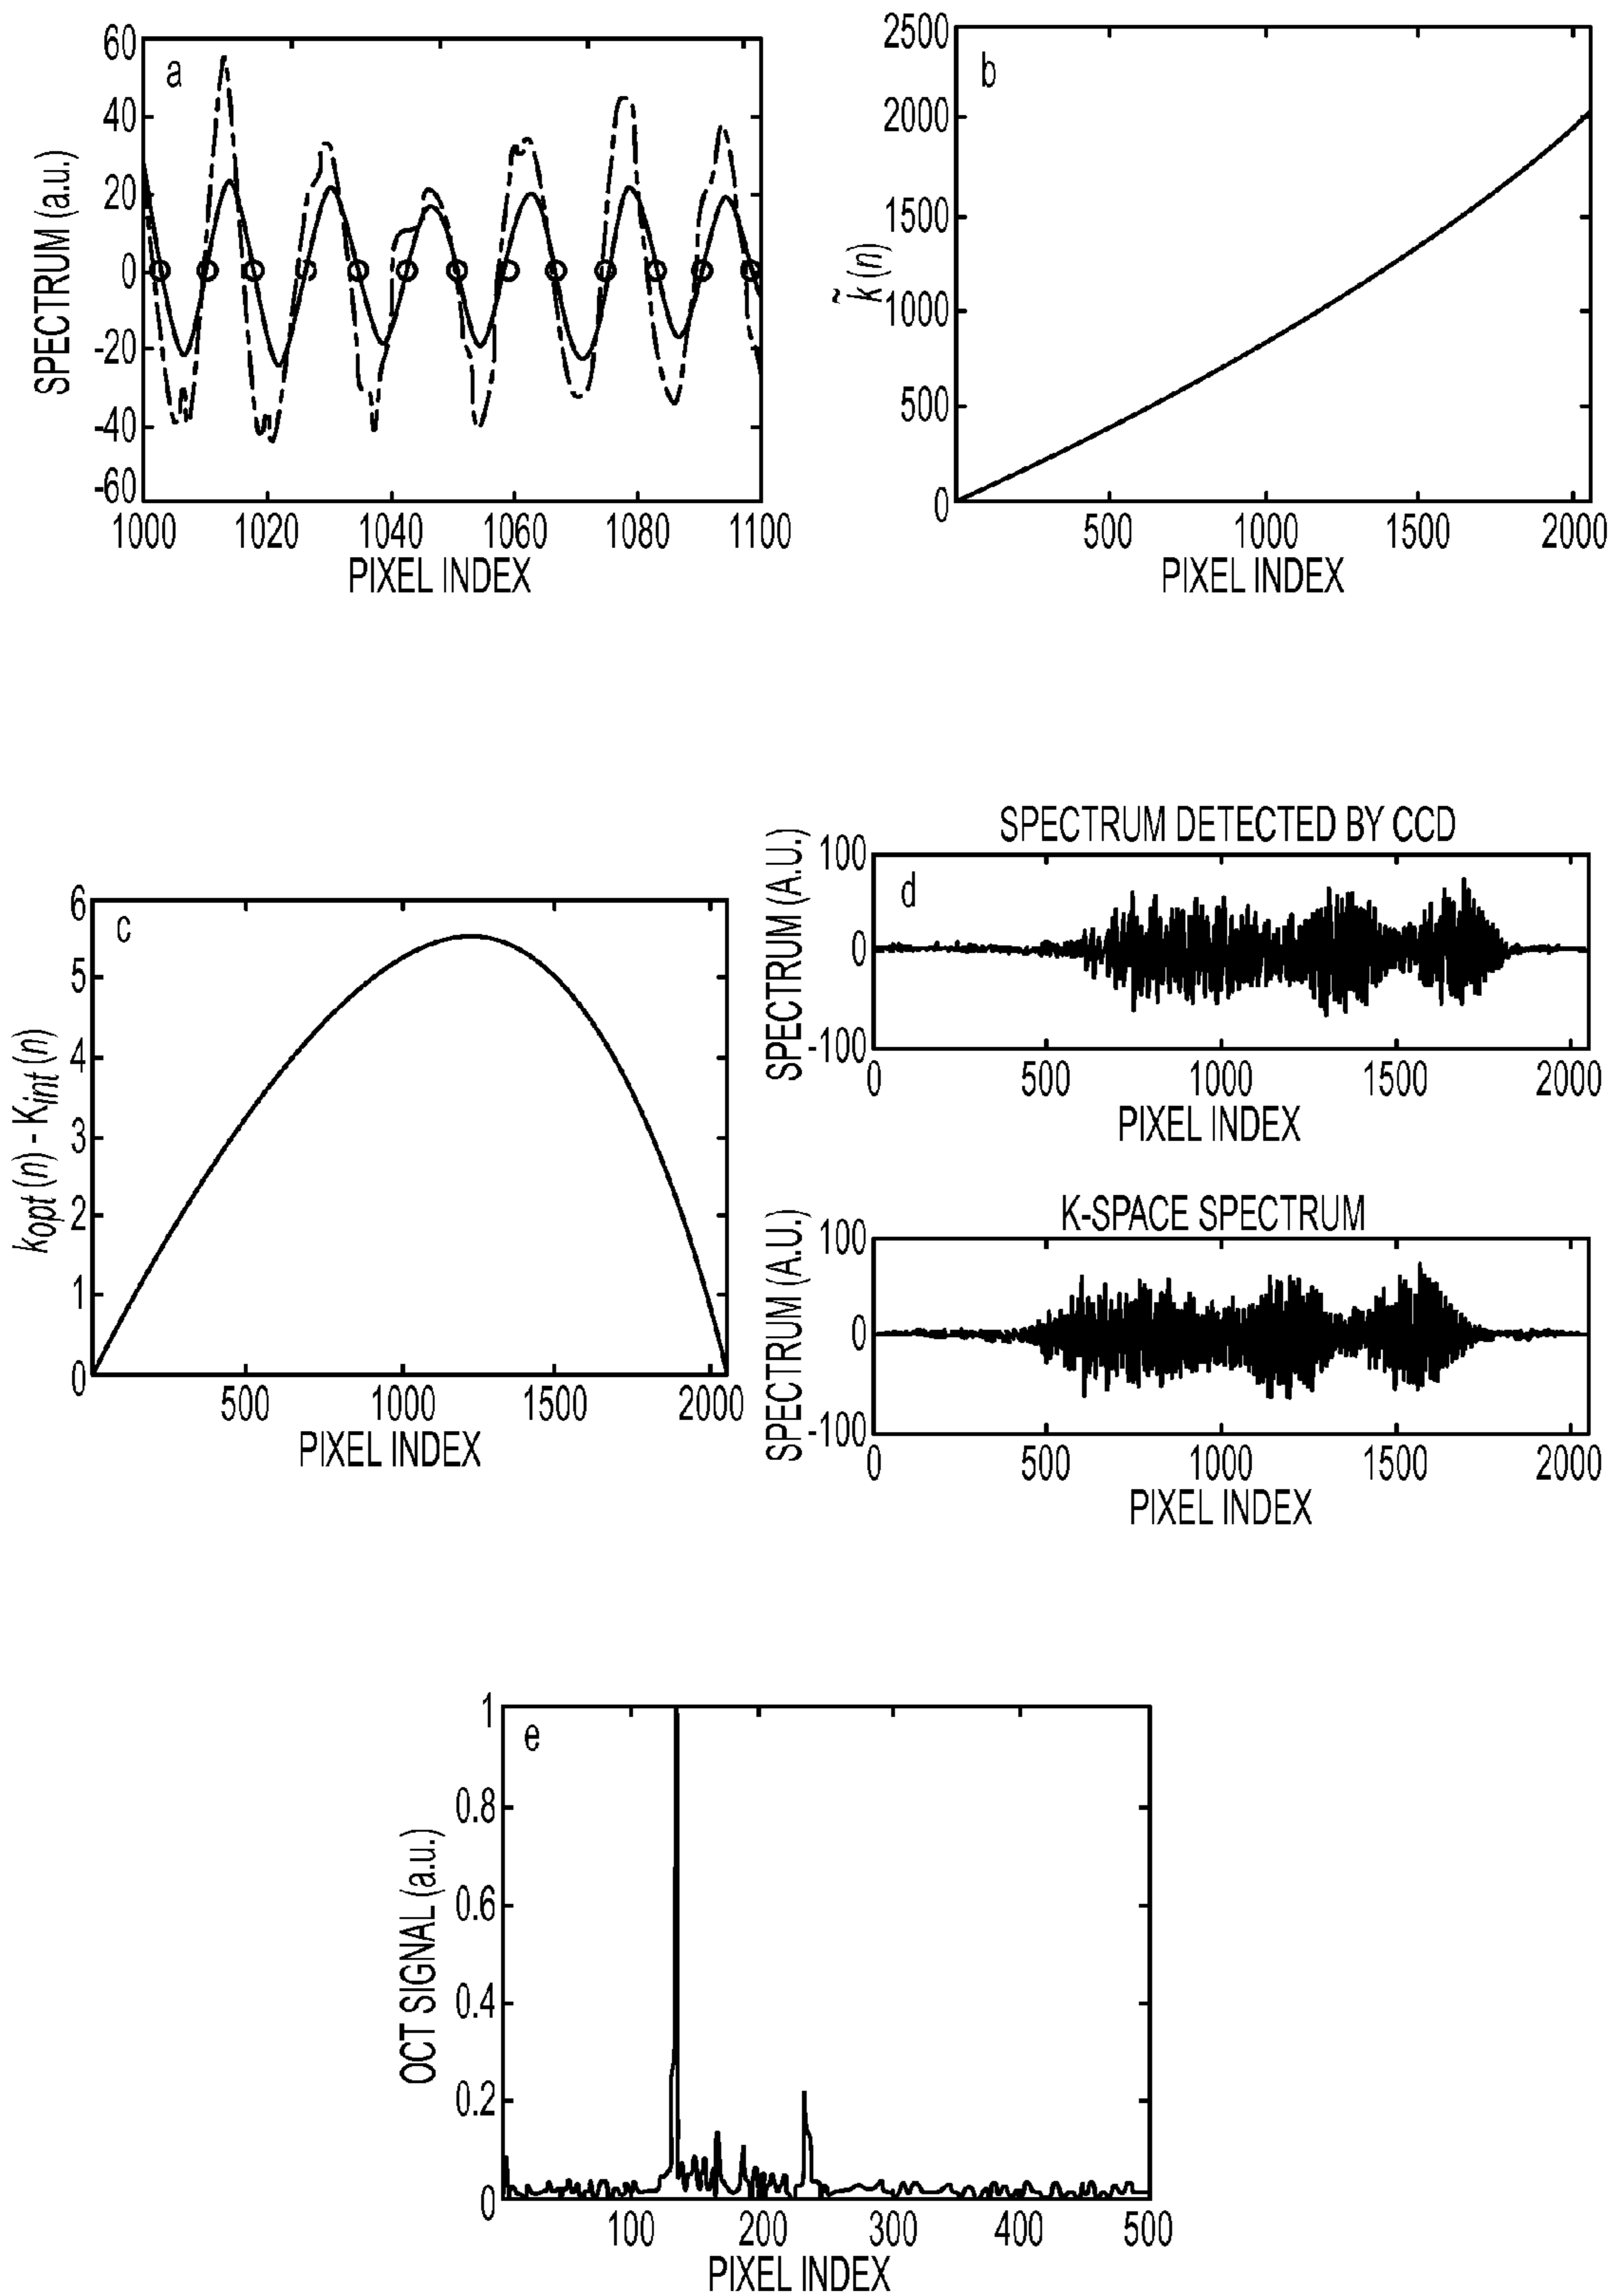 a
60
40
20
0
-20
-40
-60
SPECTRUM (a.u.)
1000 1020 1040 1060 1080 1100
PIXEL INDEX
b
2500
2000
1500
1000
500
0
k̃ (n)
500 1000 1500 2000
PIXEL INDEX
c
6
5
4
3
2
1
0
kopt (n) - Kint (n)
500 1000 1500 2000
PIXEL INDEX
SPECTRUM DETECTED BY CCD
d
100
0
-100
SPECTRUM (A.U.)
0 500 1000 1500 2000
PIXEL INDEX
K-SPACE SPECTRUM
100
0
-100
SPECTRUM (A.U.)
0 500 1000 1500 2000
PIXEL INDEX
e
1
0.8
0.6
0.4
0.2
0
OCT SIGNAL (a.u.)
100 200 300 400 500
PIXEL INDEX